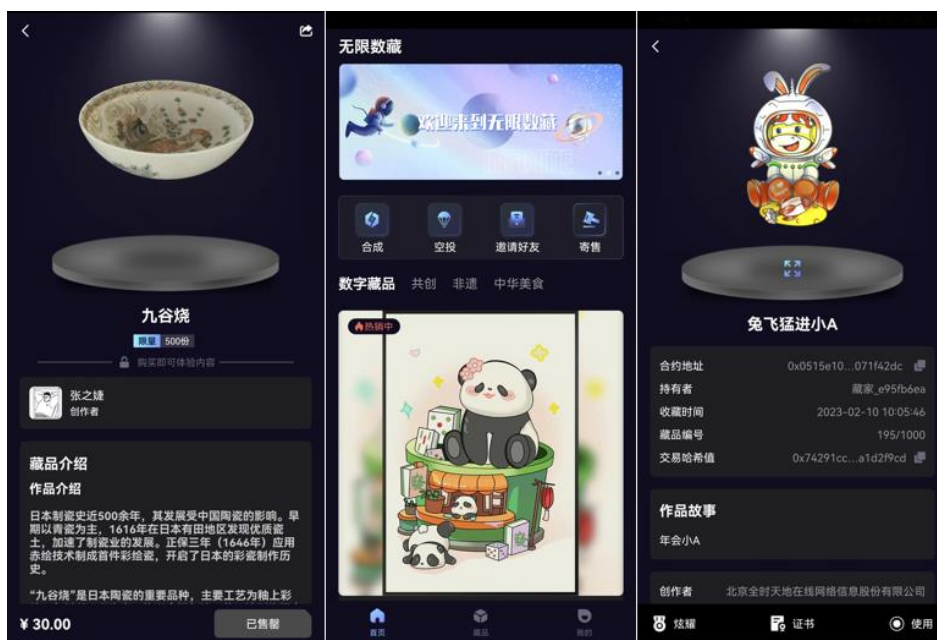 九谷烧
限量 500份
购买即可体验内容
张之婕
创作者
藏品介绍
作品介绍
日本制瓷史近500余年，其发展受中国陶瓷的影响。早
期以青瓷为主，1616年在日本有田地区发现优质瓷
土，加速了制瓷业的发展。正保三年（1646年）应用
赤绘技术制成首件彩绘瓷，开启了日本的彩瓷制作历
史。
“九谷烧”是日本陶瓷的重要品种，主要工艺为釉上彩
¥ 30.00
已售罄
无限数藏
欢迎来到无限数藏
合成 空投 邀请好友 寄售
数字藏品 共创 非遗 中华美食
热销中
首页 藏品 我的
兔飞猛进小A
合约地址 0x0515e10...071f42dc
持有者 藏家_e95fb6ea
收藏时间 2023-02-10 10:05:46
藏品编号 195/1000
交易哈希值 0x74291cc...a1d2f9cd
作品故事
年会小A
创作者 北京全时天地在线网络信息股份有限公司
炫耀 证书 使用